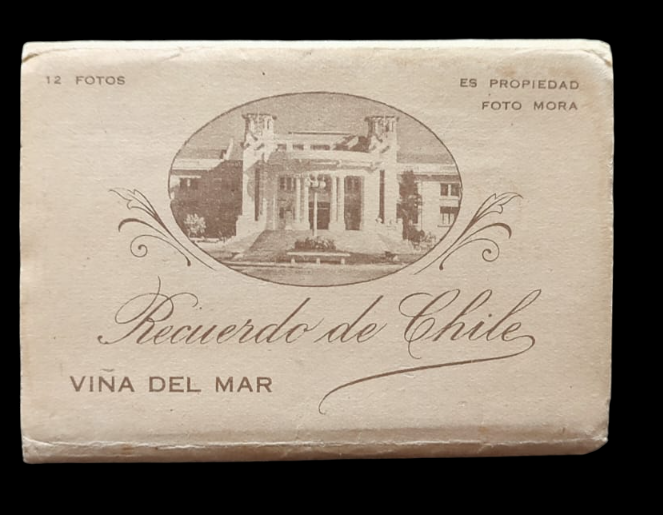 12 FOTOS
ES PROPIEDAD
FOTO MORA
Recuerdo de Chile
VIÑA DEL MAR